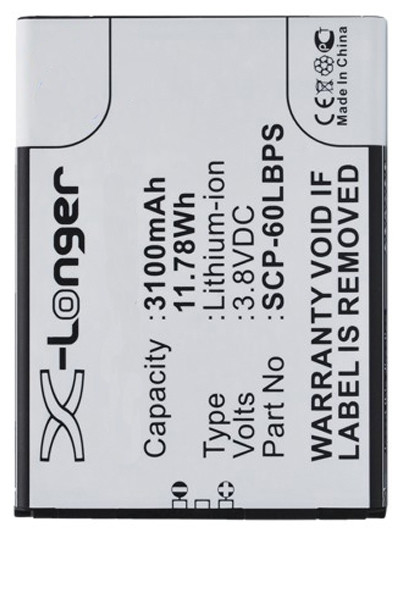 X-Longer
Capacity : 3100mAh
11.78Wh
Type : Lithium-ion
Volts : 3.8VDC
Part No : SCP-60LBPS
WARRANTY VOID IF
LABEL IS REMOVED
CE
Made In China